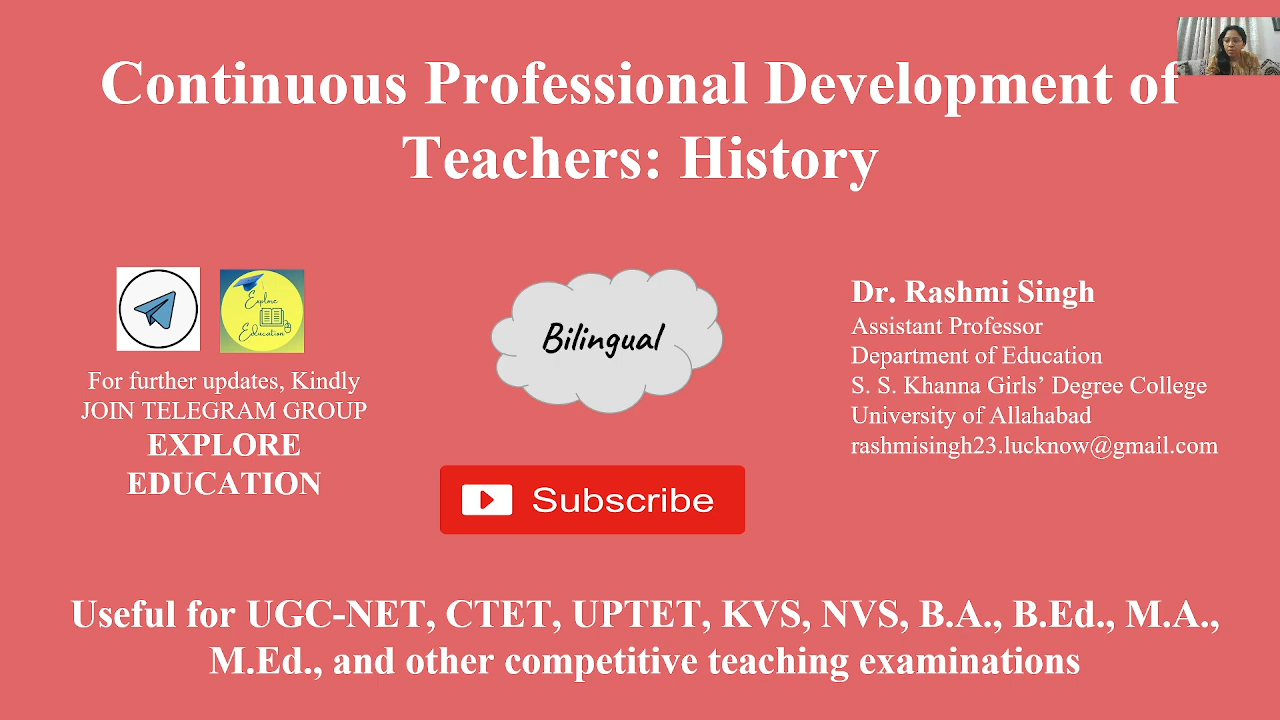 Continuous Professional Development of
Teachers: History
Explore
Education
For further updates, Kindly
JOIN TELEGRAM GROUP
EXPLORE
EDUCATION
Bilingual
Subscribe
Dr. Rashmi Singh
Assistant Professor
Department of Education
S. S. Khanna Girls’ Degree College
University of Allahabad
rashmisingh23.lucknow@gmail.com
Useful for UGC-NET, CTET, UPTET, KVS, NVS, B.A., B.Ed., M.A.,
M.Ed., and other competitive teaching examinations